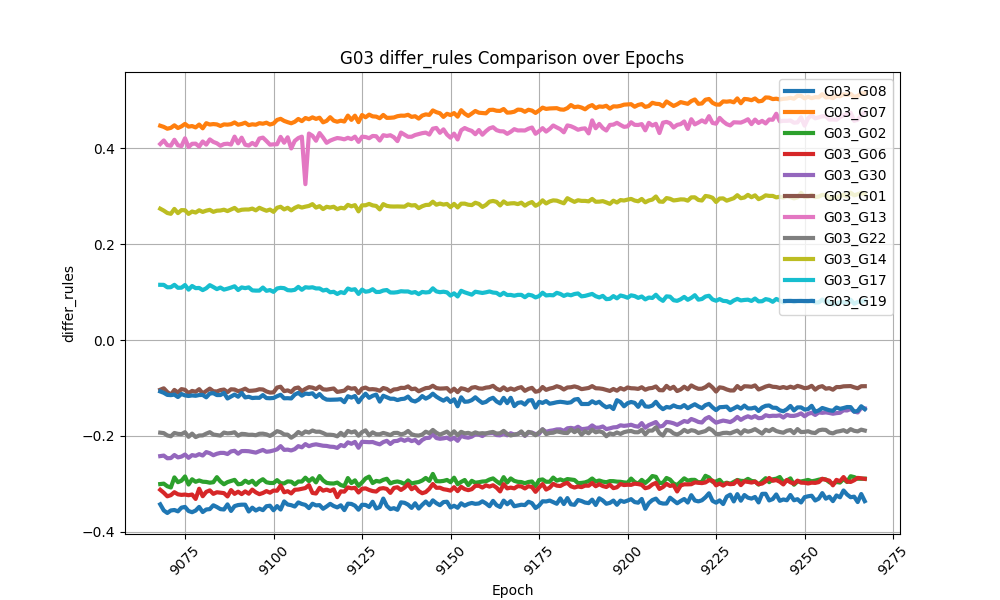 G03 differ_rules Comparison over Epochs
differ_rules
0.4
0.2
0.0
−0.2
−0.4
9075
9100
9125
9150
9175
9200
9225
9250
9275
Epoch
G03_G08
G03_G07
G03_G02
G03_G06
G03_G30
G03_G01
G03_G13
G03_G22
G03_G14
G03_G17
G03_G19